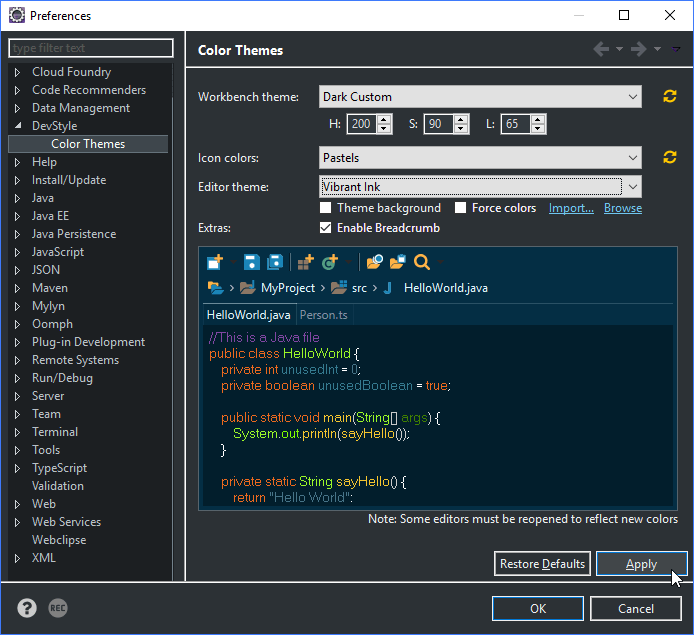 Preferences
type filter text
Cloud Foundry
Code Recommenders
Data Management
DevStyle
Color Themes
Help
Install/Update
Java
Java EE
Java Persistence
JavaScript
JSON
Maven
Mylyn
Oomph
Plug-in Development
Remote Systems
Run/Debug
Server
Team
Terminal
Tools
TypeScript
Validation
Web
Web Services
Webclipse
XML
Color Themes
Workbench theme: Dark Custom
H: 200 S: 90 L: 65
Icon colors: Pastels
Editor theme: Vibrant Ink
Theme background Force colors Import... Browse
Extras: Enable Breadcrumb
MyProject src HelloWorld.java
HelloWorld.java Person.ts
//This is a Java file
public class HelloWorld {
private int unusedInt = 0;
private boolean unusedBoolean = true;
public static void main(String[] args) {
System.out.println(sayHello());
}
private static String sayHello() {
return "Hello World";
Note: Some editors must be reopened to reflect new colors
Restore Defaults Apply
? REC OK Cancel